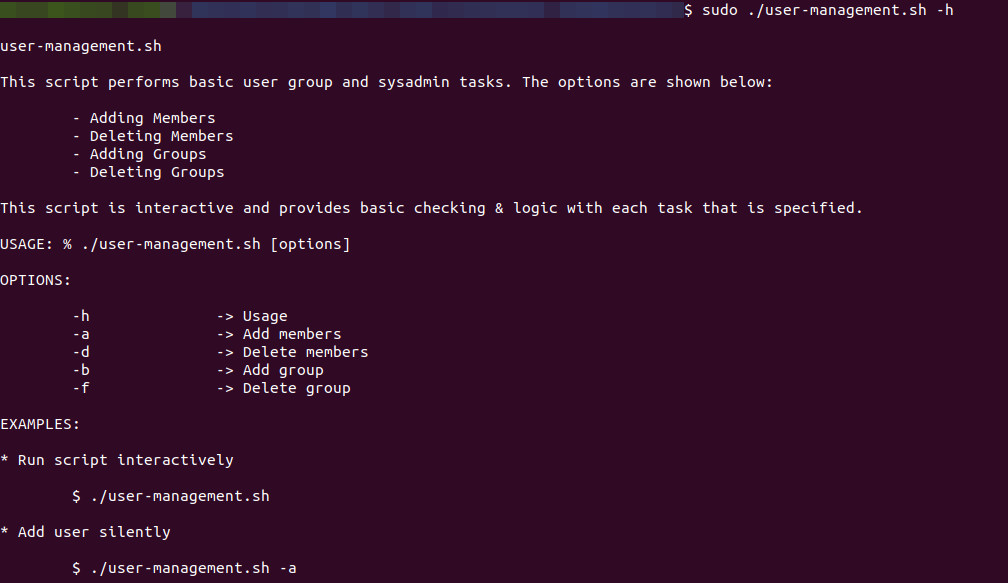 $ sudo ./user-management.sh -h
user-management.sh
This script performs basic user group and sysadmin tasks. The options are shown below:
- Adding Members
- Deleting Members
- Adding Groups
- Deleting Groups
This script is interactive and provides basic checking & logic with each task that is specified.
USAGE: % ./user-management.sh [options]
OPTIONS:
-h -> Usage
-a -> Add members
-d -> Delete members
-b -> Add group
-f -> Delete group
EXAMPLES:
* Run script interactively
$ ./user-management.sh
* Add user silently
$ ./user-management.sh -a